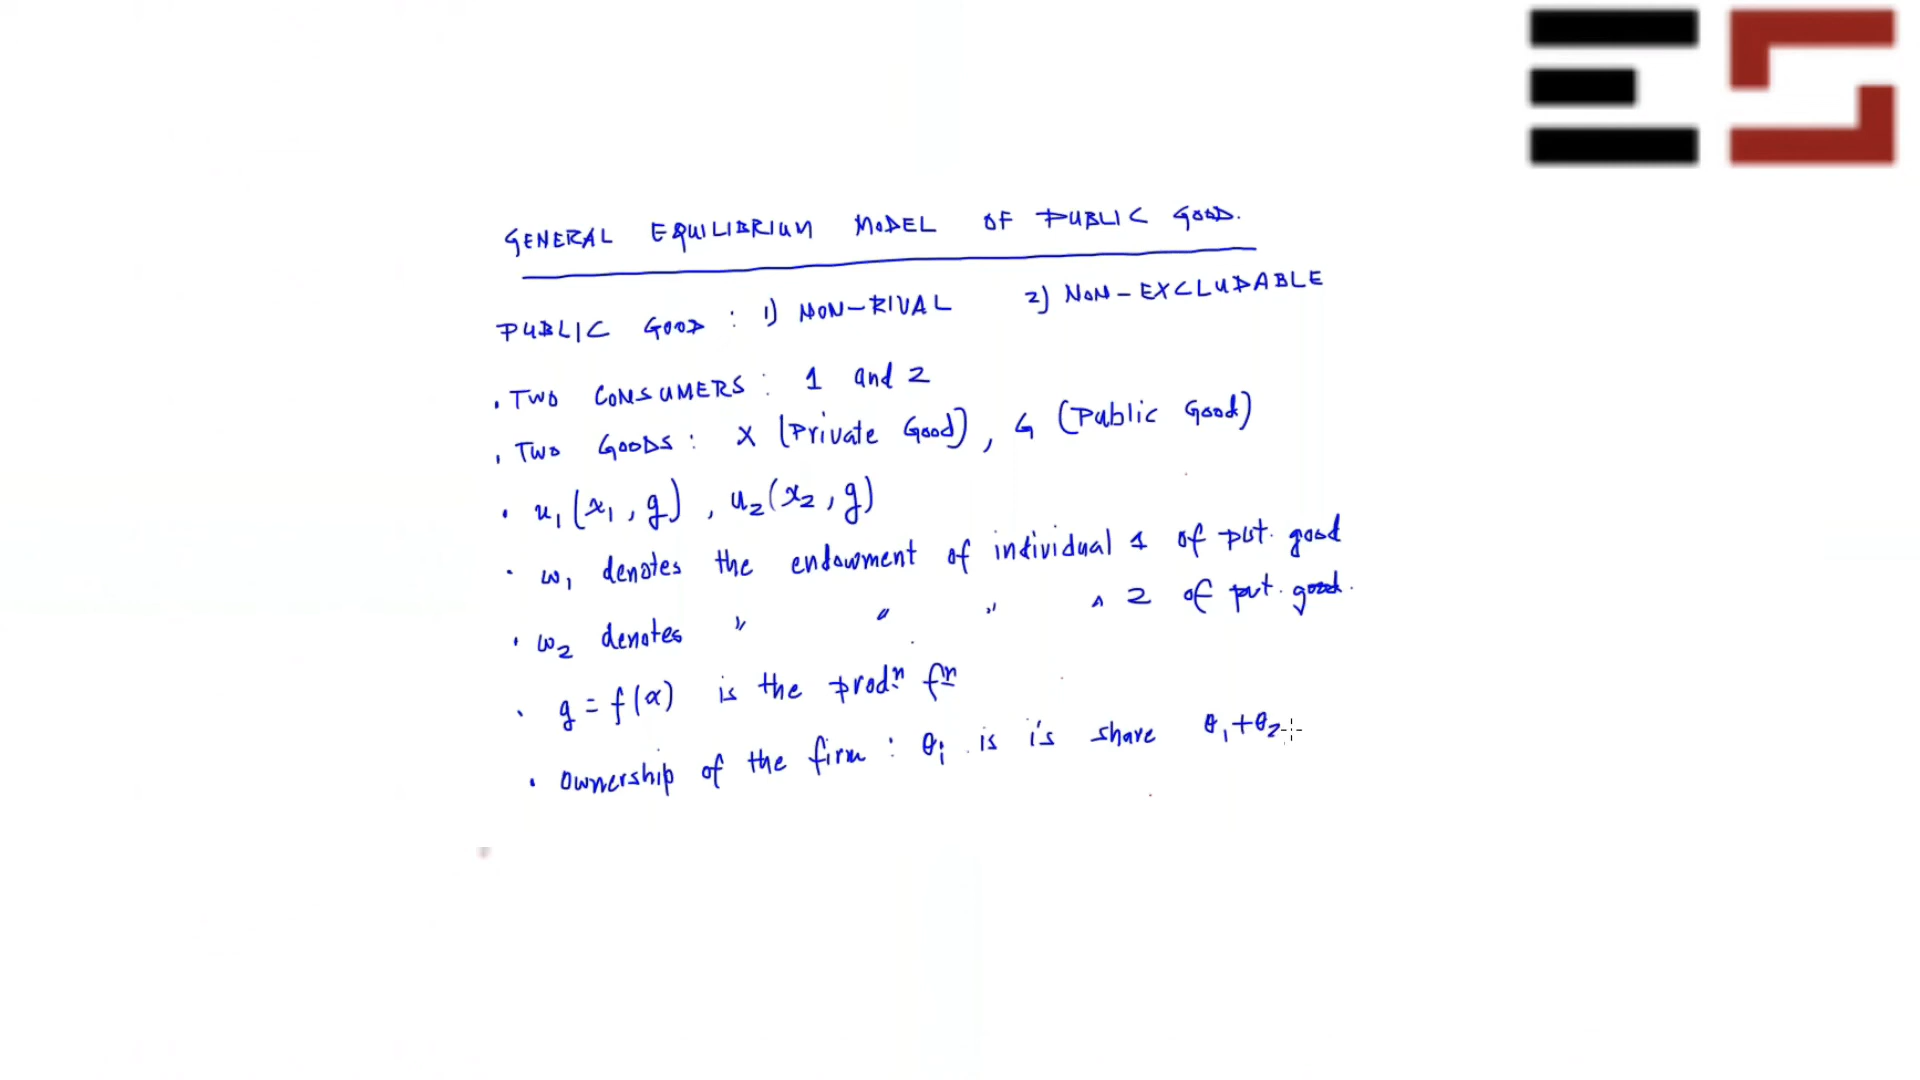 GENERAL EQUILIBRIUM MODEL OF PUBLIC GOOD.
PUBLIC GOOD : 1) NON-RIVAL 2) NON-EXCLUDABLE
. TWO CONSUMERS : 1 and 2
. TWO GOODS : X (Private Good), G (Public Good)
. u₁(x₁, g), u₂(x₂, g)
. ω₁ denotes the endowment of individual 1 of pvt. good
. ω₂ denotes " " " " 2 of pvt. good.
. g = f(x) is the prodⁿ fⁿ
. Ownership of the firm : θᵢ is i's share θ₁+θ₂
ES